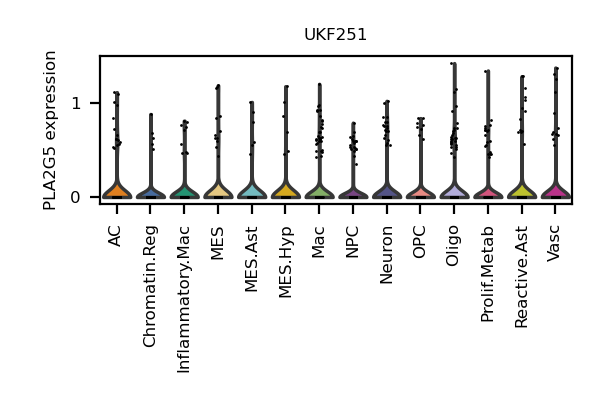 UKF251
PLA2G5 expression
1
0
AC
Chromatin.Reg
Inflammatory.Mac
MES
MES.Ast
MES.Hyp
Mac
NPC
Neuron
OPC
Oligo
Prolif.Metab
Reactive.Ast
Vasc